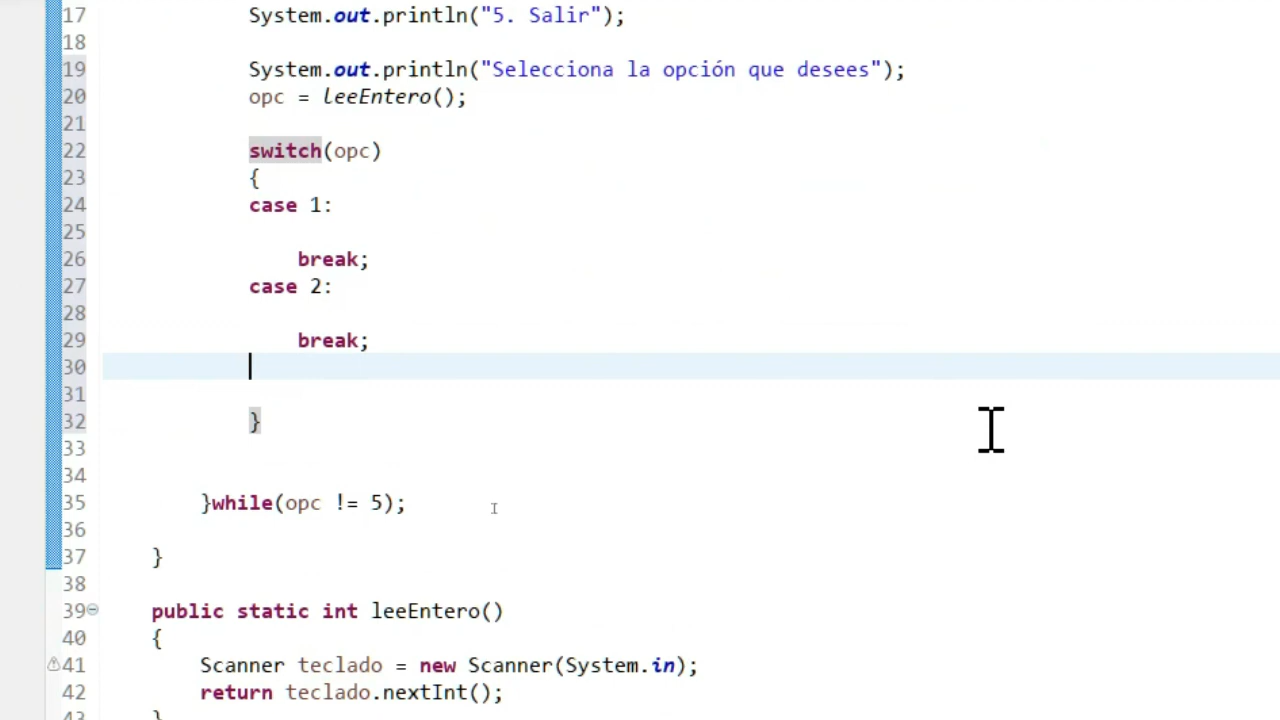 17 System.out.println("5. Salir");
18
19 System.out.println("Selecciona la opción que desees");
20 opc = leeEntero();
21
22 switch(opc)
23 {
24 case 1:
25
26 break;
27 case 2:
28
29 break;
30
31
32 }
33
34
35 }while(opc != 5);
36
37 }
38
39 public static int leeEntero()
40 {
41 Scanner teclado = new Scanner(System.in);
42 return teclado.nextInt();
43 }